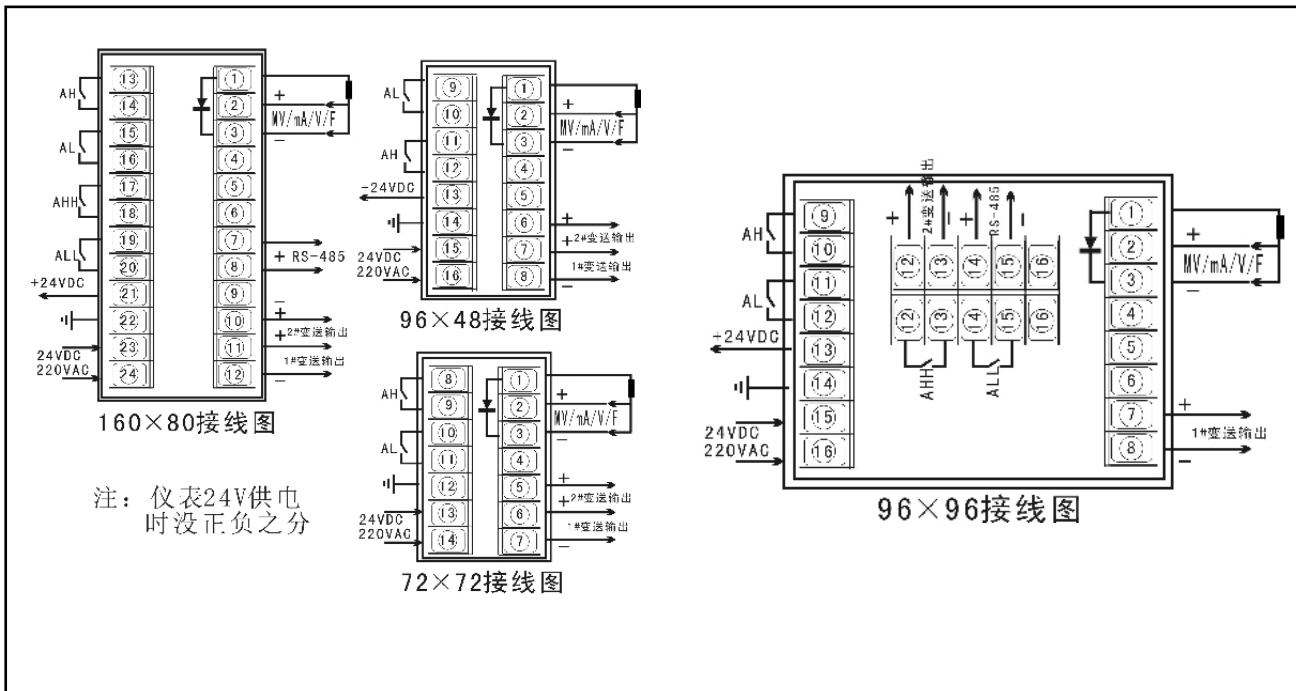 ⑬ ①
AH
⑭ ② +
MV/mA/V/F
⑮ ③ −
AL
⑯ ④
⑰ ⑤
AHH
⑱ ⑥
⑲ ⑦
ALL + RS-485
⑳ ⑧
+24VDC ㉑ ⑨ −
㉒ ⑩
+ 2#变送输出
24VDC ㉓ ⑪
1#变送输出
220VAC ㉔ ⑫ −
160×80接线图
注：仪表24V供电
时没正负之分
⑨ ①
AL +
⑩ ②
MV/mA/V/F
⑪ ③ −
AH
⑫ ④
−24VDC ⑬ ⑤
⑭ ⑥ +
+ 2#变送输出
24VDC ⑮ ⑦
1#变送输出
220VAC ⑯ ⑧ −
96×48接线图
⑧ ①
AH +
⑨ ②
MV/mA/V/F
⑩ ③ −
AL
⑪ ④
⑫ ⑤ +
+ 2#变送输出
24VDC ⑬ ⑥
1#变送输出
220VAC ⑭ ⑦ −
72×72接线图
+ 2#变送输出 − + RS-485 −
⑫ ⑬ ⑭ ⑮ ⑯
⑫ ⑬ ⑭ ⑮ ⑯
AHH ALL
⑨ ①
AH +
⑩ ②
MV/mA/V/F
⑪ ③ −
AL
⑫ ④
+24VDC ⑬ ⑤
⑭ ⑥
24VDC ⑮ ⑦ +
1#变送输出
220VAC ⑯ ⑧ −
96×96接线图